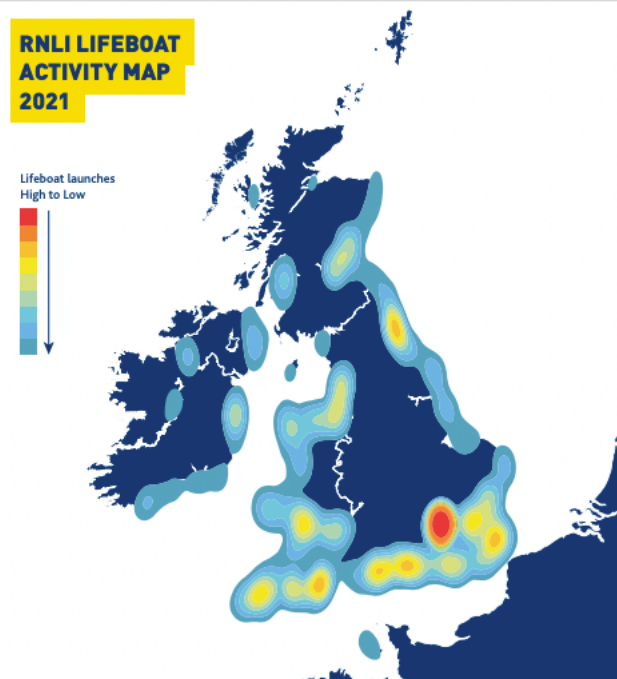 RNLI LIFEBOAT
ACTIVITY MAP
2021
Lifeboat launches
High to Low